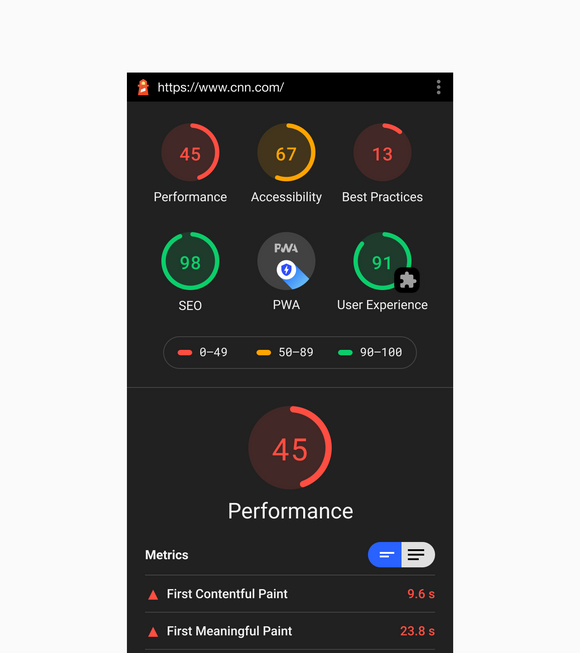 https://www.cnn.com/
45 67 13
Performance Accessibility Best Practices
98 PWA 91
SEO PWA User Experience
0–49 50–89 90–100
45
Performance
Metrics
First Contentful Paint 9.6 s
First Meaningful Paint 23.8 s